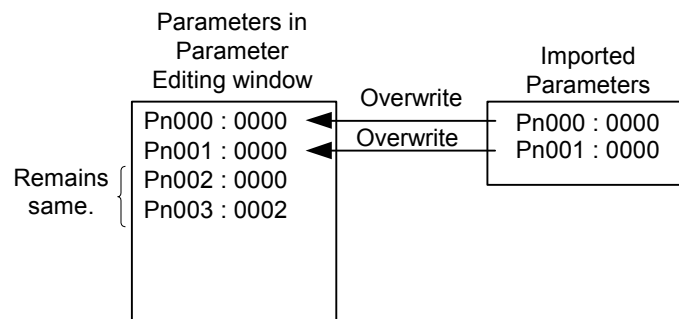 Parameters in
Parameter
Editing window
Imported
Parameters
Overwrite
Overwrite
Pn000 : 0000
Pn001 : 0000
Pn002 : 0000
Pn003 : 0002
Pn000 : 0000
Pn001 : 0000
Remains
same.